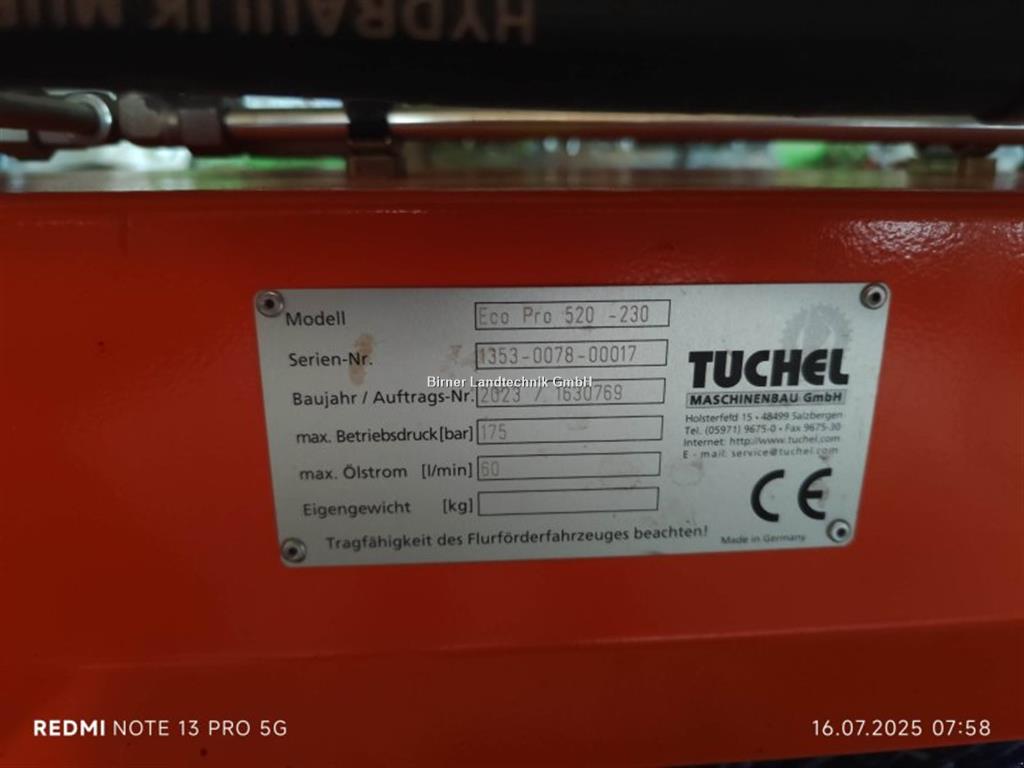 HYDRAULIK
Modell Eco Pro 520 -230
Serien-Nr. 1353-0078-00017
Birner Landtechnik GmbH
Baujahr / Auftrags-Nr. 2023 / 1630769
max. Betriebsdruck [bar] 175
max. Ölstrom [l/min] 60
Eigengewicht [kg]
Tragfähigkeit des Flurförderfahrzeuges beachten!
TUCHEL
MASCHINENBAU GmbH
Holsterfeld 15 • 48499 Salzbergen
Tel. (05971) 9675-0 • Fax 9675-30
Internet: http://www.tuchel.com
E - mail: service@tuchel.com
CE
Made in Germany
REDMI NOTE 13 PRO 5G
16.07.2025 07:58